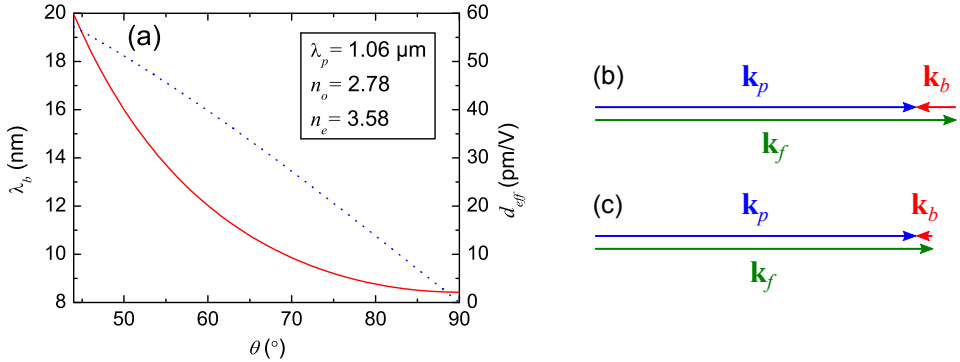 (a)
λp = 1.06 μm
no = 2.78
ne = 3.58
20
18
16
14
12
10
8
λb (nm)
60
50
40
30
20
10
0
deff (pm/V)
50 60 70 80 90
θ (°)
(b)
kp
kb
kf
(c)
kp
kb
kf